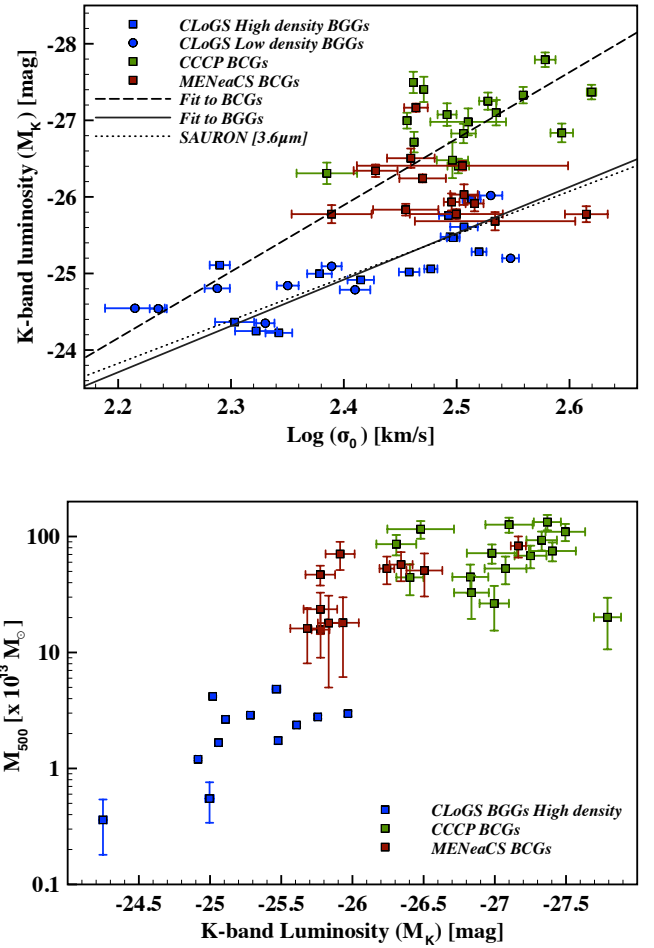 -28
-27
-26
-25
-24
K-band luminosity (M_K) [mag]
CLoGS High density BGGs
CLoGS Low density BGGs
CCCP BCGs
MENeaCS BCGs
Fit to BCGs
Fit to BGGs
SAURON [3.6μm]
2.2 2.3 2.4 2.5 2.6
Log (σ_0) [km/s]
100
10
1
0.1
M_500 [x 10^13 M_⊙]
CLoGS BGGs High density
CCCP BCGs
MENeaCS BCGs
-24.5 -25 -25.5 -26 -26.5 -27 -27.5
K-band Luminosity (M_K) [mag]